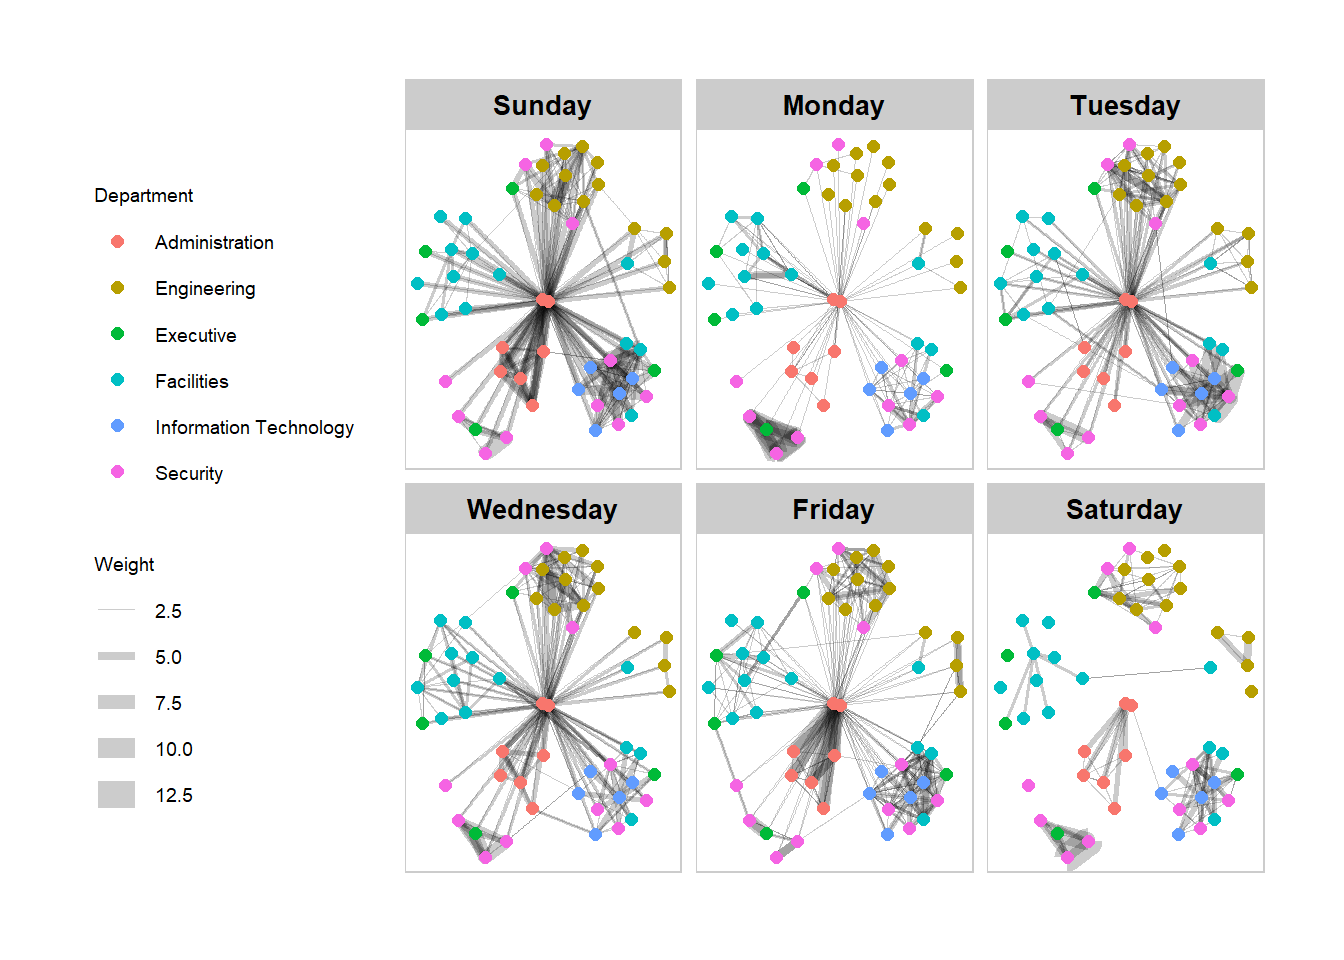 Sunday
Monday
Tuesday
Department
Administration
Engineering
Executive
Facilities
Information Technology
Security
Wednesday
Friday
Saturday
Weight
2.5
5.0
7.5
10.0
12.5